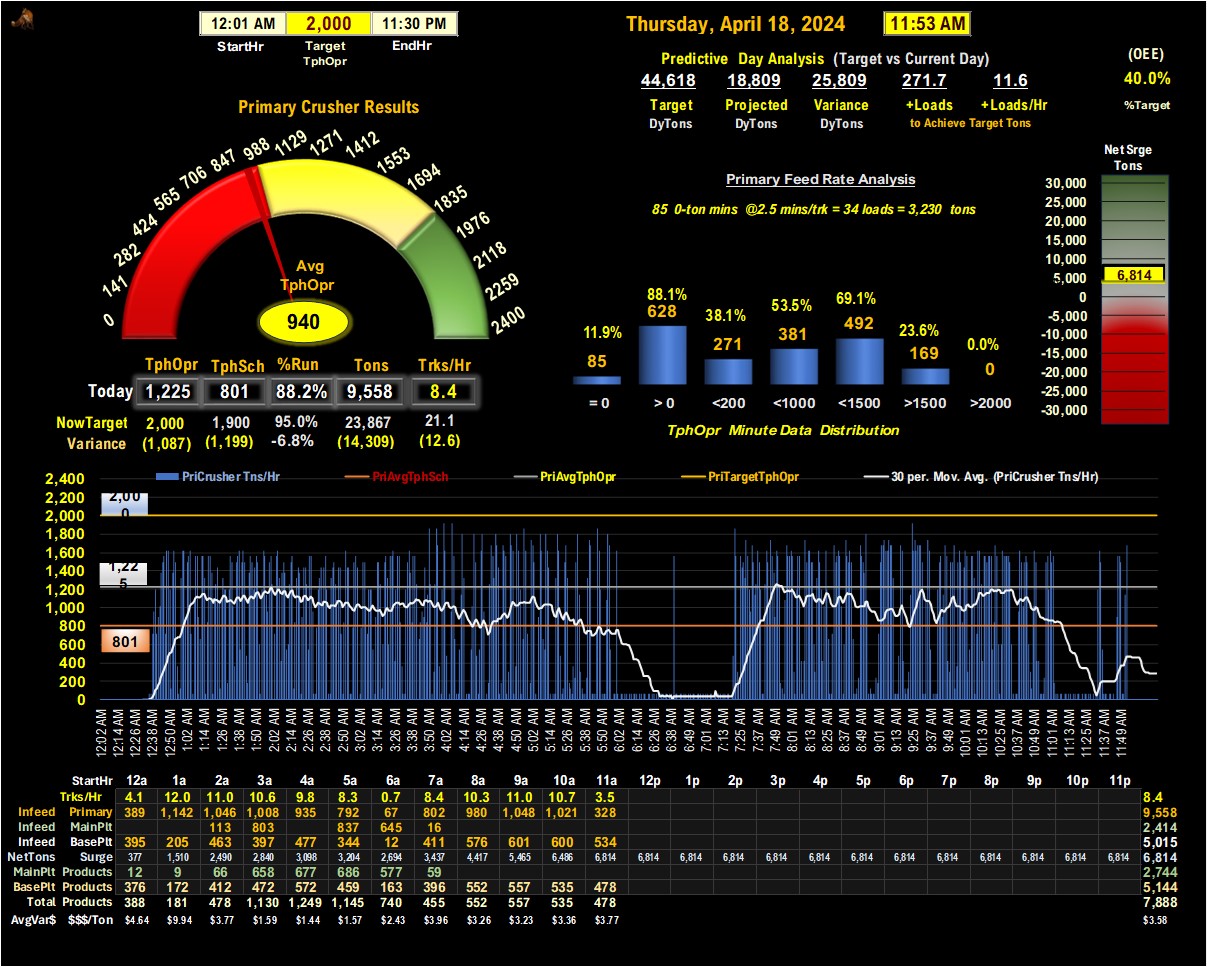 12:01 AM 2,000 11:30 PM
StartHr Target TphOpr EndHr
Thursday, April 18, 2024 11:53 AM
Predictive Day Analysis (Target vs Current Day)
44,618 18,809 25,809 271.7 11.6
Target Projected Variance +Loads +Loads/Hr
DyTons DyTons DyTons to Achieve Target Tons
(OEE)
40.0%
%Target
Primary Crusher Results
0 141 282 424 565 706 847 988 1129 1271 1412 1553 1694 1835 1976 2118 2259 2400
Avg
TphOpr
940
TphOpr TphSch %Run Tons Trks/Hr
Today 1,225 801 88.2% 9,558 8.4
NowTarget 2,000 1,900 95.0% 23,867 21.1
Variance (1,087) (1,199) -6.8% (14,309) (12.6)
Primary Feed Rate Analysis
85 0-ton mins @2.5 mins/trk = 34 loads = 3,230 tons
11.9% 88.1% 38.1% 53.5% 69.1% 23.6% 0.0%
85 628 271 381 492 169 0
= 0 > 0 <200 <1000 <1500 >1500 >2000
TphOpr Minute Data Distribution
Net Srge
Tons
30,000
25,000
20,000
15,000
10,000
5,000
0
-5,000
-10,000
-15,000
-20,000
-25,000
-30,000
6,814
PriCrusher Tns/Hr PriAvgTphSch PriAvgTphOpr PriTargetTphOpr 30 per. Mov. Avg. (PriCrusher Tns/Hr)
2,400
2,200
2,000
1,800
1,600
1,400
1,200
1,000
800
600
400
200
0
2,000
1,225
801
12:02 AM 12:14 AM 12:26 AM 12:38 AM 12:50 AM 1:02 AM 1:14 AM 1:26 AM 1:38 AM 1:50 AM 2:02 AM 2:14 AM 2:26 AM 2:38 AM 2:50 AM 3:02 AM 3:14 AM 3:26 AM 3:38 AM 3:50 AM 4:02 AM 4:14 AM 4:26 AM 4:38 AM 4:50 AM 5:02 AM 5:14 AM 5:26 AM 5:38 AM 5:50 AM 6:02 AM 6:14 AM 6:26 AM 6:38 AM 6:49 AM 7:01 AM 7:13 AM 7:25 AM 7:37 AM 7:49 AM 8:01 AM 8:13 AM 8:25 AM 8:37 AM 8:49 AM 9:01 AM 9:13 AM 9:25 AM 9:37 AM 9:49 AM 10:01 AM 10:13 AM 10:25 AM 10:37 AM 10:49 AM 11:01 AM 11:13 AM 11:25 AM 11:37 AM 11:49 AM
StartHr 12a 1a 2a 3a 4a 5a 6a 7a 8a 9a 10a 11a 12p 1p 2p 3p 4p 5p 6p 7p 8p 9p 10p 11p
Trks/Hr 4.1 12.0 11.0 10.6 9.8 8.3 0.7 8.4 10.3 11.0 10.7 3.5 8.4
Infeed Primary 389 1,142 1,046 1,008 935 792 67 802 980 1,048 1,021 328 9,558
Infeed MainPlt 113 803 837 645 16 2,414
Infeed BasePlt 395 205 463 397 477 344 12 411 576 601 600 534 5,015
NetTons Surge 377 1,510 2,490 2,840 3,098 3,204 2,694 3,437 4,417 5,465 6,486 6,814 6,814 6,814 6,814 6,814 6,814 6,814 6,814 6,814 6,814 6,814 6,814 6,814 6,814
MainPlt Products 12 9 66 658 677 686 577 59 2,744
BasePlt Products 376 172 412 472 572 459 163 396 552 557 535 478 5,144
Total Products 388 181 478 1,130 1,249 1,145 740 455 552 557 535 478 7,888
AvgVar$ $$$/Ton $4.64 $9.94 $3.77 $1.59 $1.44 $1.57 $2.43 $3.96 $3.26 $3.23 $3.36 $3.77 $3.58